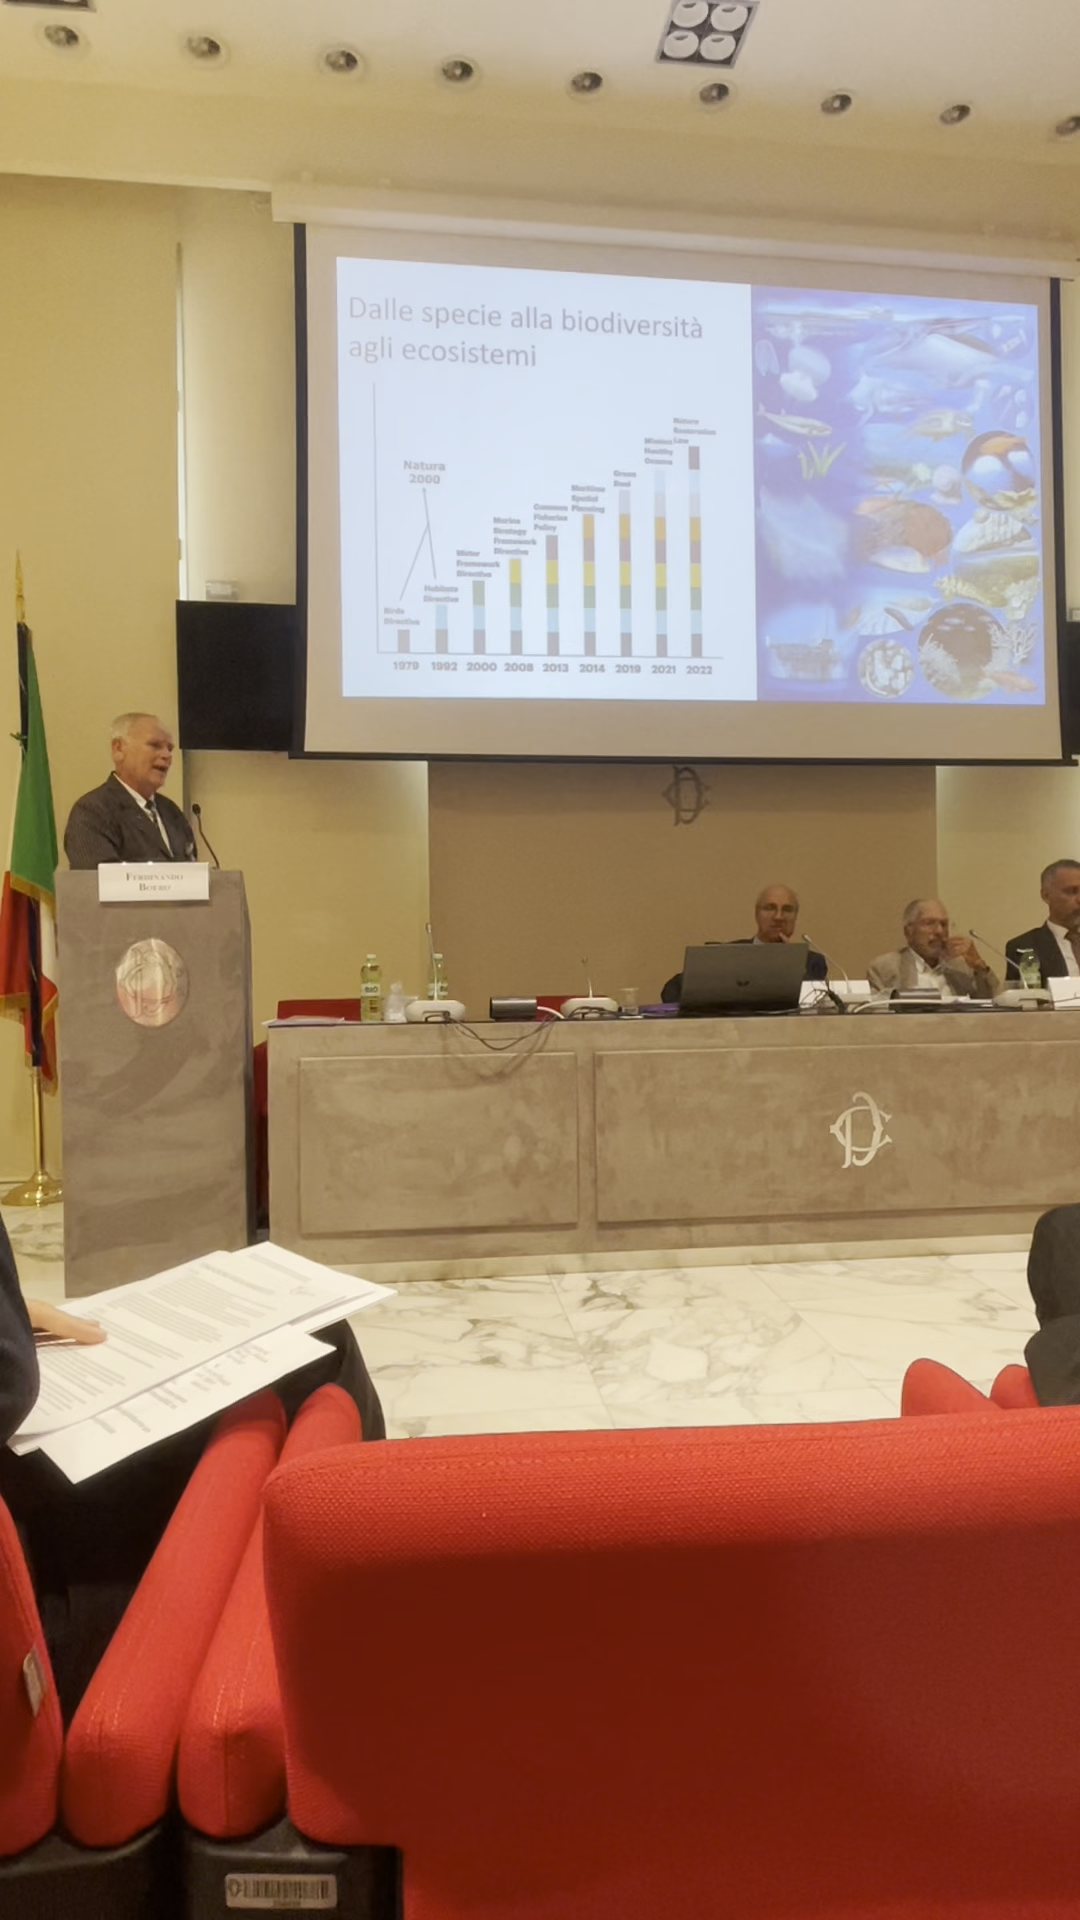 Dalle specie alla biodiversità
agli ecosistemi
Natura
2000
Birds
Directive
Habitats
Directive
Water
Framework
Directive
Marine
Strategy
Framework
Directive
Common
Fisheries
Policy
Maritime
Spatial
Planning
Green
Deal
Mission
Healthy
Oceans
Nature
Restoration
Law
1979 1992 2000 2008 2013 2014 2019 2021 2022
FERDINANDO
BOERO